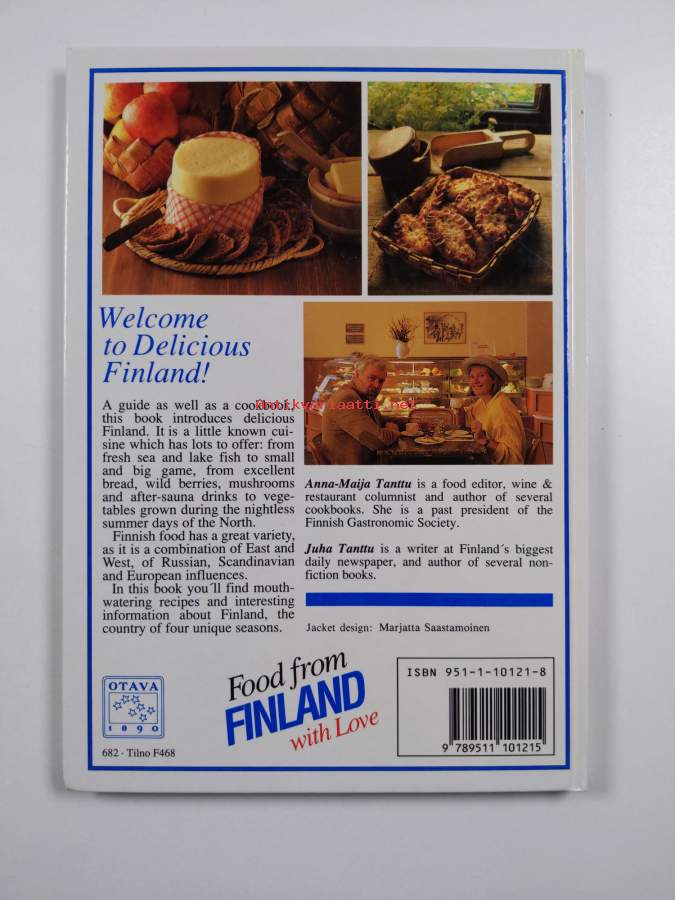 Welcome
to Delicious
Finland!
A guide as well as a cookbook,
this book introduces delicious
Finland. It is a little known cui-
sine which has lots to offer: from
fresh sea and lake fish to small
and big game, from excellent
bread, wild berries, mushrooms
and after-sauna drinks to vege-
tables grown during the nightless
summer days of the North.
Finnish food has a great variety,
as it is a combination of East and
West, of Russian, Scandinavian
and European influences.
In this book you´ll find mouth-
watering recipes and interesting
information about Finland, the
country of four unique seasons.
Antikvariaatti.net
Anna-Maija Tanttu is a food editor, wine &
restaurant columnist and author of several
cookbooks. She is a past president of the
Finnish Gastronomic Society.
Juha Tanttu is a writer at Finland´s biggest
daily newspaper, and author of several non-
fiction books.
Jacket design: Marjatta Saastamoinen
OTAVA
1890
682 · Tilno F468
Food from
FINLAND
with Love
ISBN 951-1-10121-8
9 789511 101215